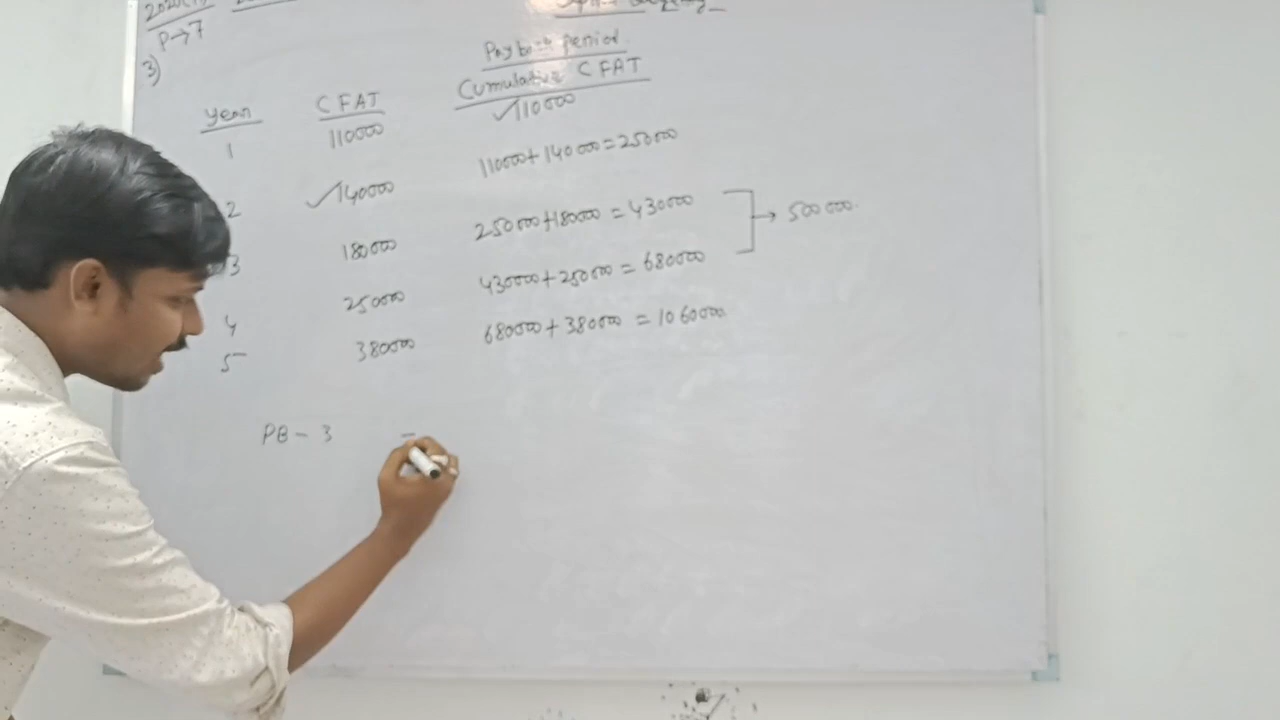 P→7
3)
Payback period
Year CFAT Cumulative CFAT
1 110000 ✓110000
2 ✓140000 110000+140000=250000
3 180000 250000+180000=430000 → 500000
4 250000 430000+250000=680000
5 380000 680000+380000=1060000
PB - 3 -